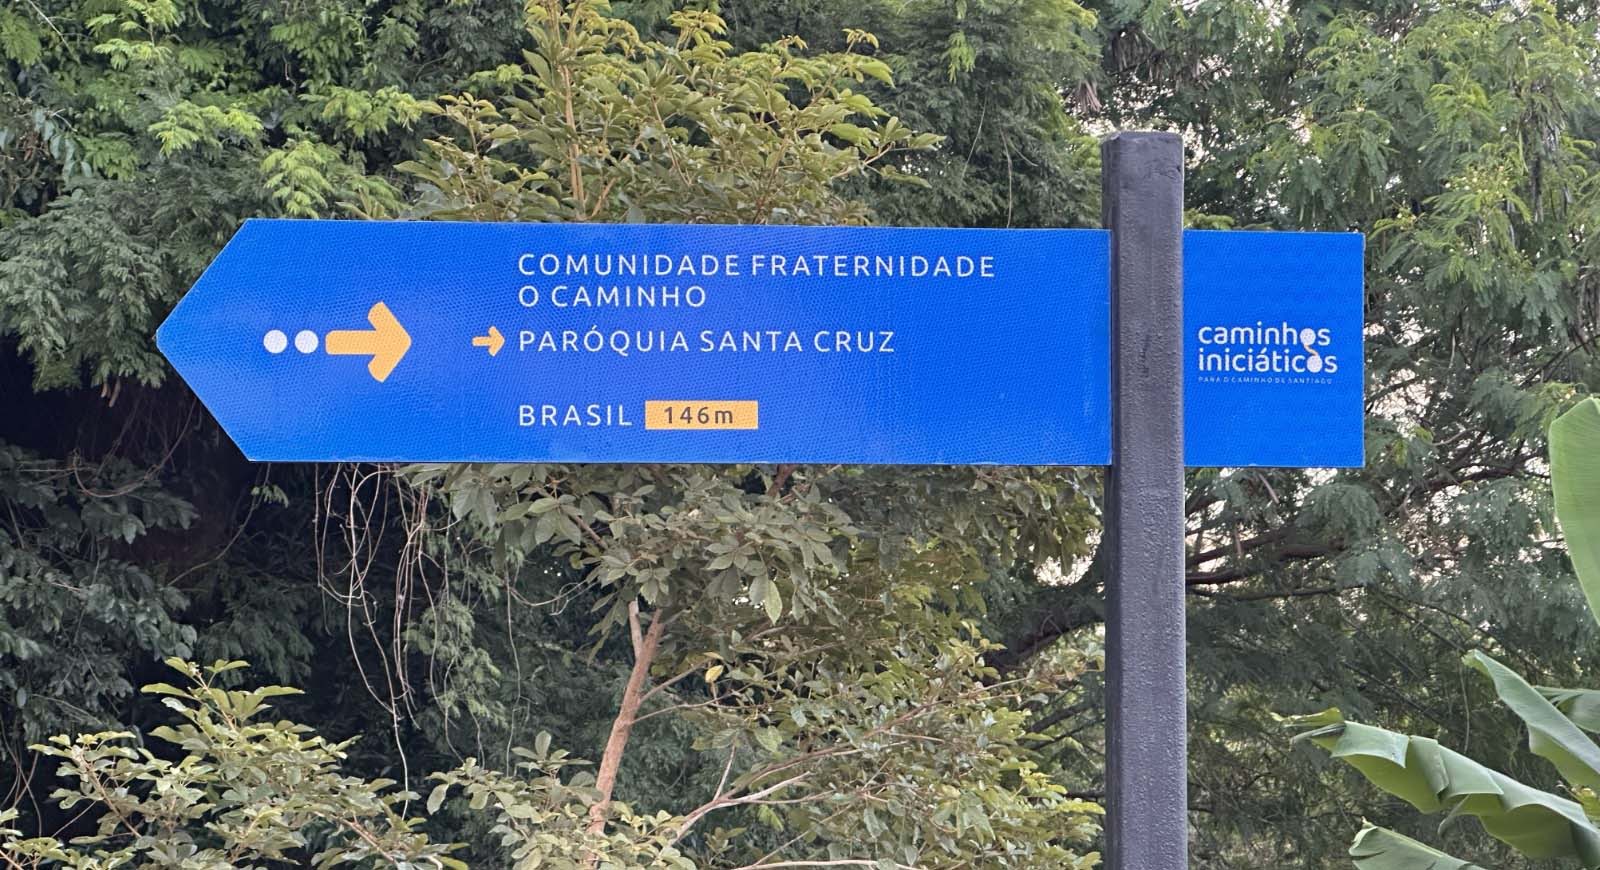 COMUNIDADE FRATERNIDADE
O CAMINHO
PARÓQUIA SANTA CRUZ
BRASIL 146m
caminhos
iniciáticos
PARA O CAMINHO DE SANTIAGO